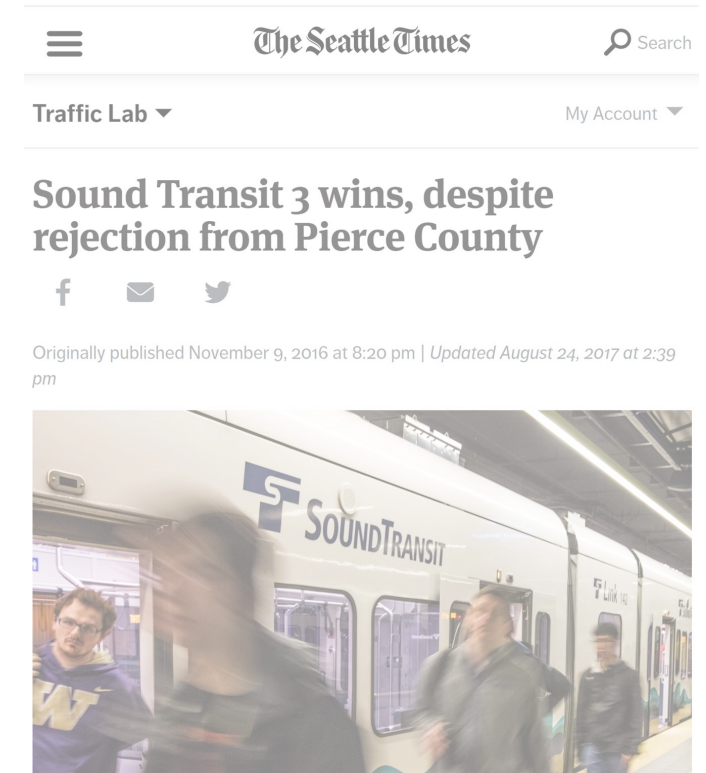 The Seattle Times
Search
Traffic Lab
My Account
Sound Transit 3 wins, despite
rejection from Pierce County
Originally published November 9, 2016 at 8:20 pm | Updated August 24, 2017 at 2:39
pm
SOUNDTRANSIT
Link
W